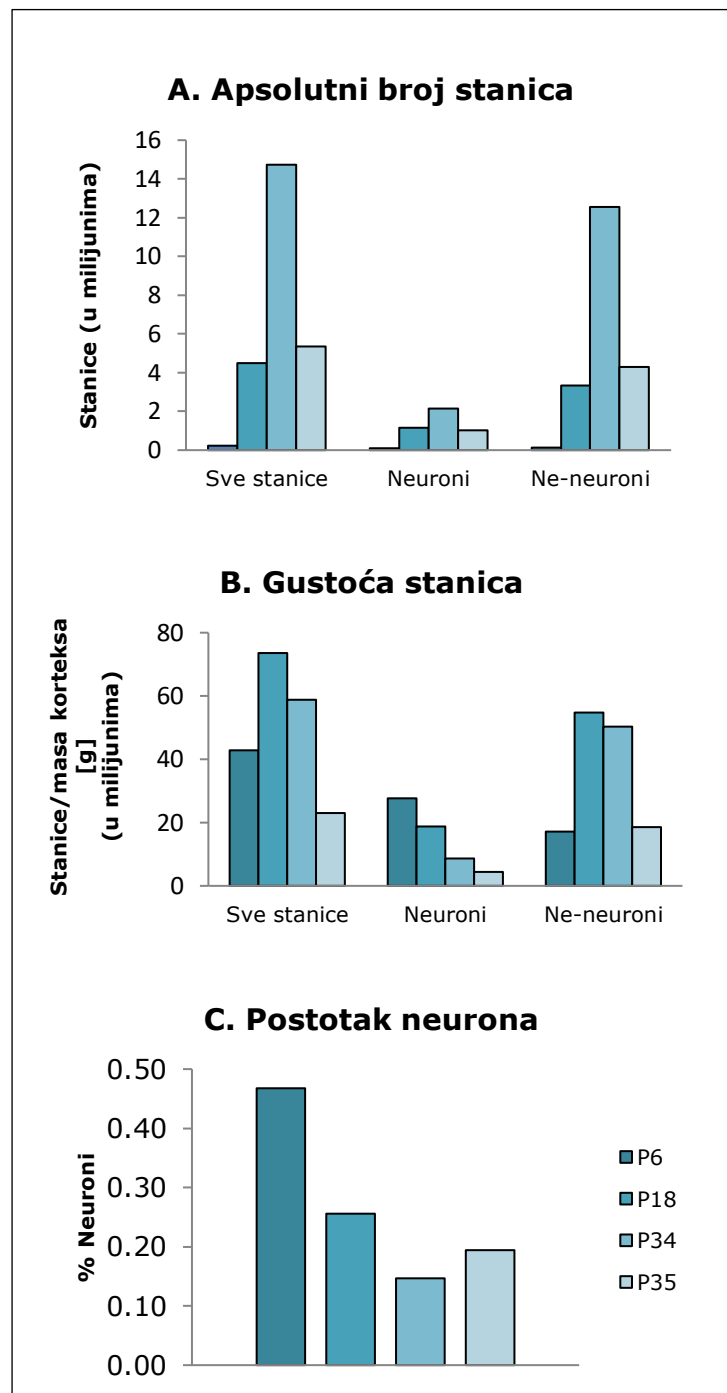 A. Apsolutni broj stanica
Stanice (u milijunima)
16
14
12
10
8
6
4
2
0
Sve stanice Neuroni Ne-neuroni
B. Gustoća stanica
Stanice/masa korteksa
[g]
(u milijunima)
80
60
40
20
0
Sve stanice Neuroni Ne-neuroni
C. Postotak neurona
% Neuroni
0.50
0.40
0.30
0.20
0.10
0.00
P6
P18
P34
P35